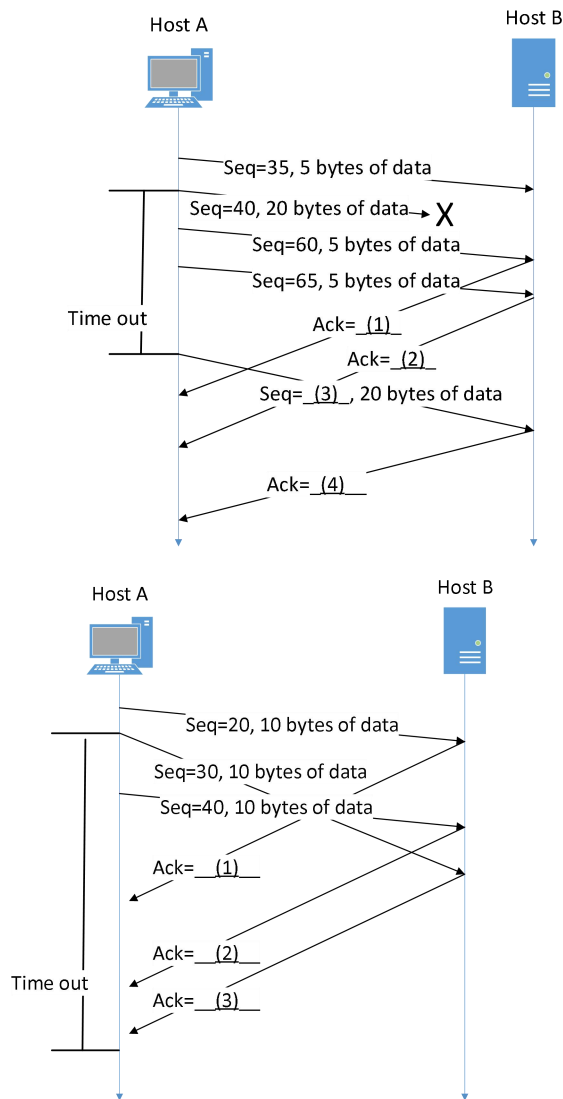 Host A
Host B
Seq=35, 5 bytes of data
Seq=40, 20 bytes of data
X
Seq=60, 5 bytes of data
Seq=65, 5 bytes of data
Time out
Ack=_(1)_
Ack=_(2)_
Seq=_(3)_, 20 bytes of data
Ack=_(4)__
Host A
Host B
Seq=20, 10 bytes of data
Seq=30, 10 bytes of data
Seq=40, 10 bytes of data
Ack=__(1)__
Ack=__(2)__
Time out
Ack=__(3)__